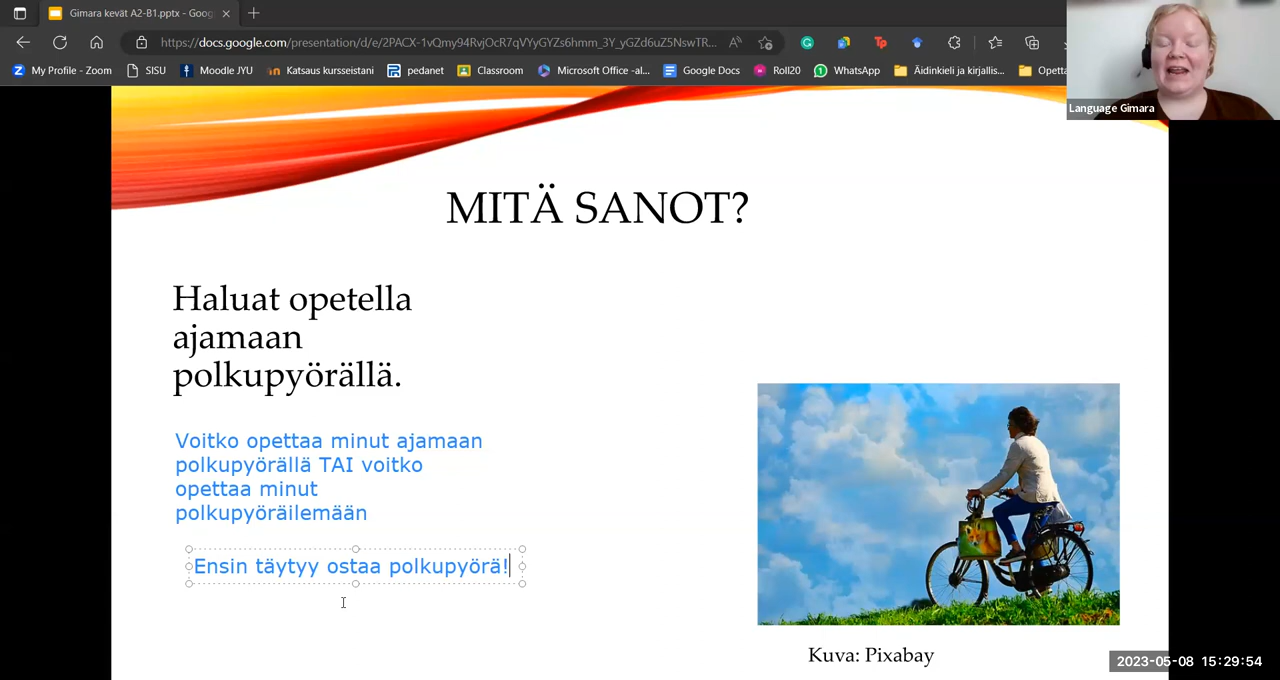 Gimara kevät A2-B1.pptx - Goog
https://docs.google.com/presentation/d/e/2PACX-1vQmy94RvjOcR7qVYyGYZs6hmm_3Y_yGZd6uZ5NswTR...
My Profile - Zoom
SISU
Moodle JYU
Katsaus kursseistani
pedanet
Classroom
Microsoft Office -al...
Google Docs
Roll20
WhatsApp
Äidinkieli ja kirjallis...
Opetta
Language Gimara
MITÄ SANOT?
Haluat opetella
ajamaan
polkupyörällä.
Voitko opettaa minut ajamaan
polkupyörällä TAI voitko
opettaa minut
polkupyöräilemään
Ensin täytyy ostaa polkupyörä!
Kuva: Pixabay
2023-05-08 15:29:54